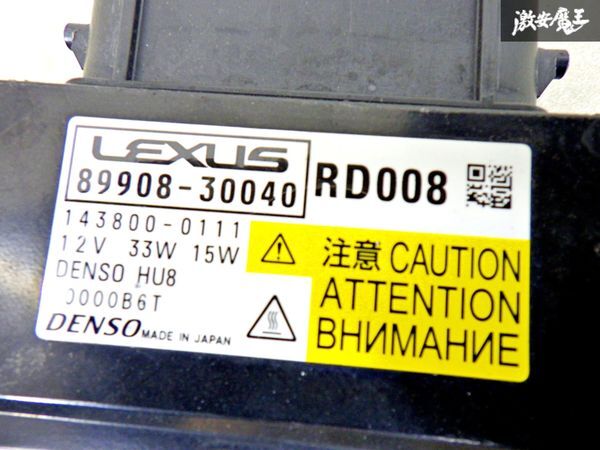 激安魔王
LEXUS
89908-30040
RD008
143800-0111
12V 33W 15W
DENSO HU8
0000B6T
DENSO MADE IN JAPAN
注意 CAUTION
ATTENTION
ВНИМАНИЕ